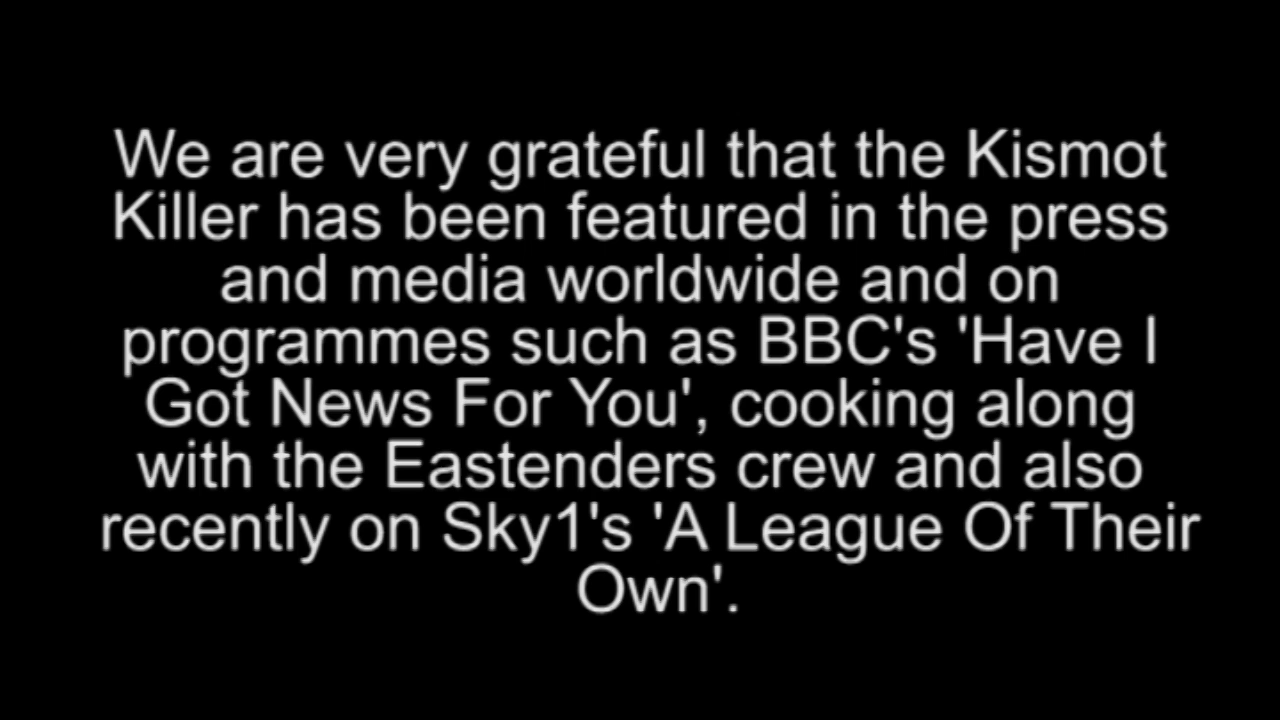 We are very grateful that the Kismot
Killer has been featured in the press
and media worldwide and on
programmes such as BBC's 'Have I
Got News For You', cooking along
with the Eastenders crew and also
recently on Sky1's 'A League Of Their
Own'.